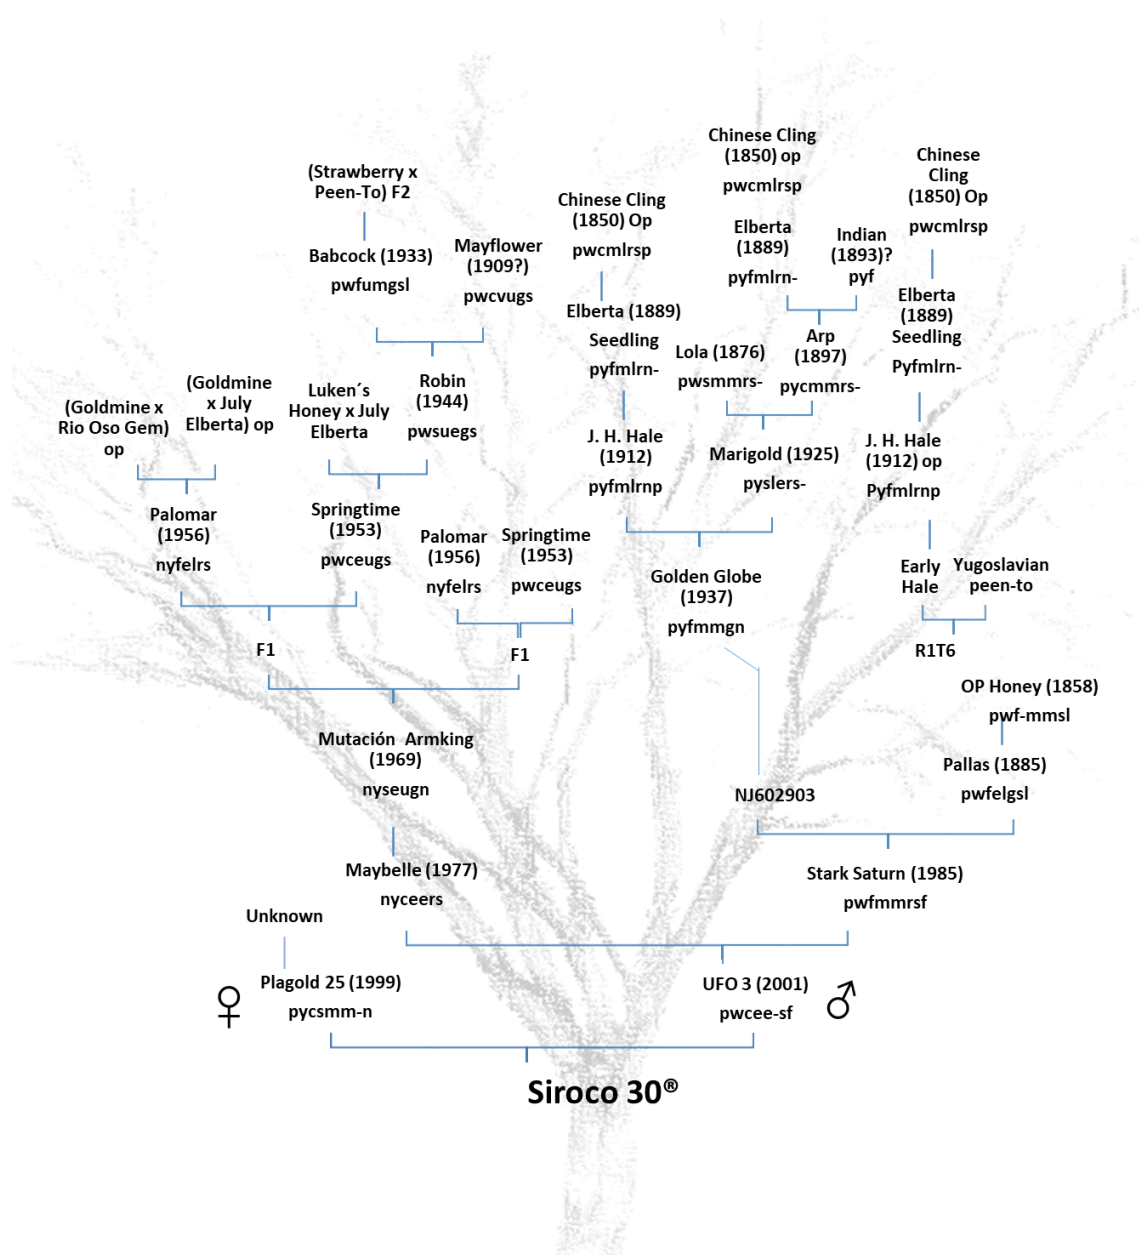 Chinese Cling
(1850) op
pwcmlrsp
Chinese
Cling
(1850) Op
pwcmlrsp
(Strawberry x
Peen-To) F2
Chinese Cling
(1850) Op
pwcmlrsp
Elberta
(1889)
pyfmlrn-
Indian
(1893)?
pyf
Babcock (1933)
pwfumgsl
Mayflower
(1909?)
pwcvugs
Elberta (1889)
Seedling
pyfmlrn-
Elberta
(1889)
Seedling
Pyfmlrn-
Lola (1876)
pwsmmrs-
Arp
(1897)
pycmmrs-
(Goldmine x
Rio Oso Gem)
op
(Goldmine
x July
Elberta) op
Luken´s
Honey x July
Elberta
Robin
(1944)
pwsuegs
J. H. Hale
(1912)
pyfmlrnp
Marigold (1925)
pyslers-
J. H. Hale
(1912) op
Pyfmlrnp
Palomar
(1956)
nyfelrs
Springtime
(1953)
pwceugs
Palomar
(1956)
nyfelrs
Springtime
(1953)
pwceugs
Golden Globe
(1937)
pyfmmgn
Early
Hale
Yugoslavian
peen-to
F1
F1
R1T6
OP Honey (1858)
pwf-mmsl
Mutación Armking
(1969)
nyseugn
NJ602903
Pallas (1885)
pwfelgsl
Maybelle (1977)
nyceers
Stark Saturn (1985)
pwfmmrsf
Unknown
♀
Plagold 25 (1999)
pycsmm-n
UFO 3 (2001)
pwcee-sf
♂
Siroco 30®